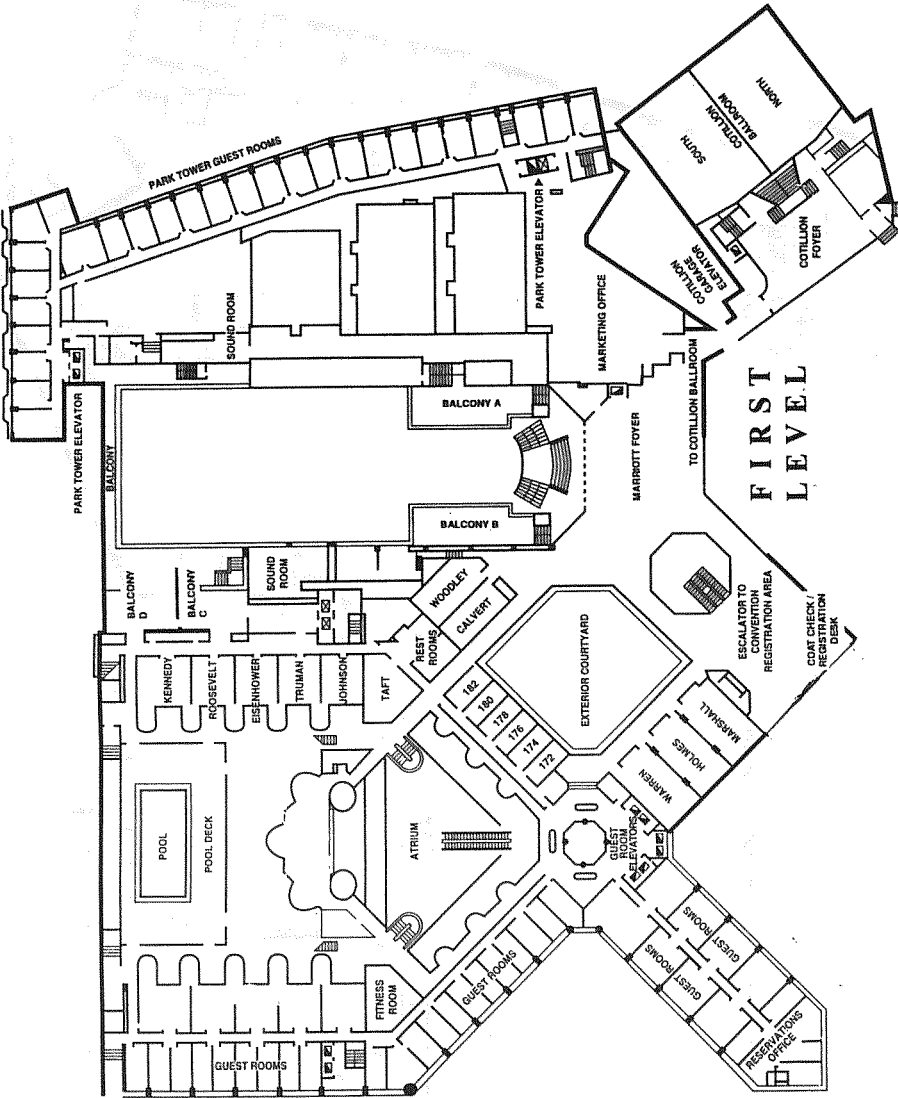 PARK TOWER GUEST ROOMS
NORTH
COTILLION
BALLROOM
SOUTH
COTILLION
FOYER
COTILLION
GARAGE
ELEVATOR
PARK TOWER ELEVATOR
SOUND ROOM
MARKETING OFFICE
TO COTILLION BALLROOM
FIRST
LEVEL
PARK TOWER ELEVATOR
BALCONY
BALCONY A
MARRIOTT FOYER
BALCONY B
BALCONY
D
BALCONY
C
SOUND
ROOM
WOODLEY
CALVERT
REST
ROOMS
KENNEDY
ROOSEVELT
EISENHOWER
TRUMAN
JOHNSON
TAFT
182
180
178
176
174
172
EXTERIOR COURTYARD
ESCALATOR TO
CONVENTION
REGISTRATION AREA
COAT CHECK /
REGISTRATION
DESK
MARSHALL
HOLMES
WARREN
POOL
POOL DECK
ATRIUM
GUEST
ROOM
ELEVATORS
FITNESS
ROOM
GUEST ROOMS
GUEST ROOMS
GUEST ROOMS
GUEST
ROOMS
GUEST
RESERVATIONS
OFFICE